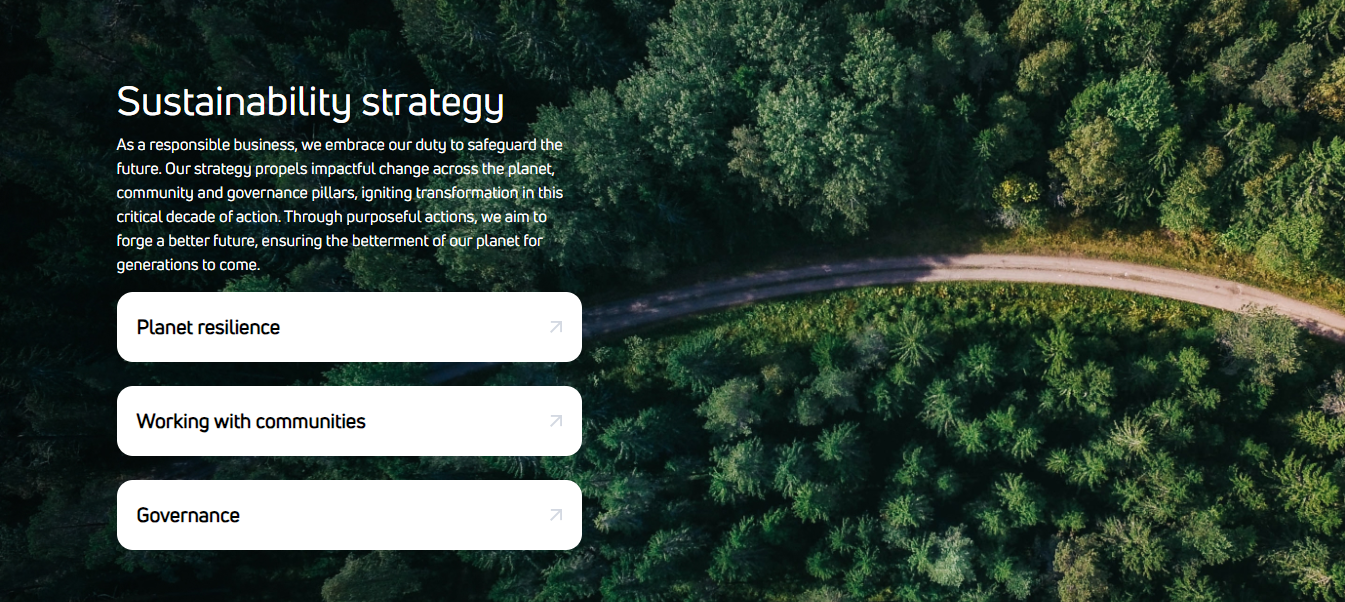 Sustainability strategy
As a responsible business, we embrace our duty to safeguard the
future. Our strategy propels impactful change across the planet,
community and governance pillars, igniting transformation in this
critical decade of action. Through purposeful actions, we aim to
forge a better future, ensuring the betterment of our planet for
generations to come.
Planet resilience
Working with communities
Governance